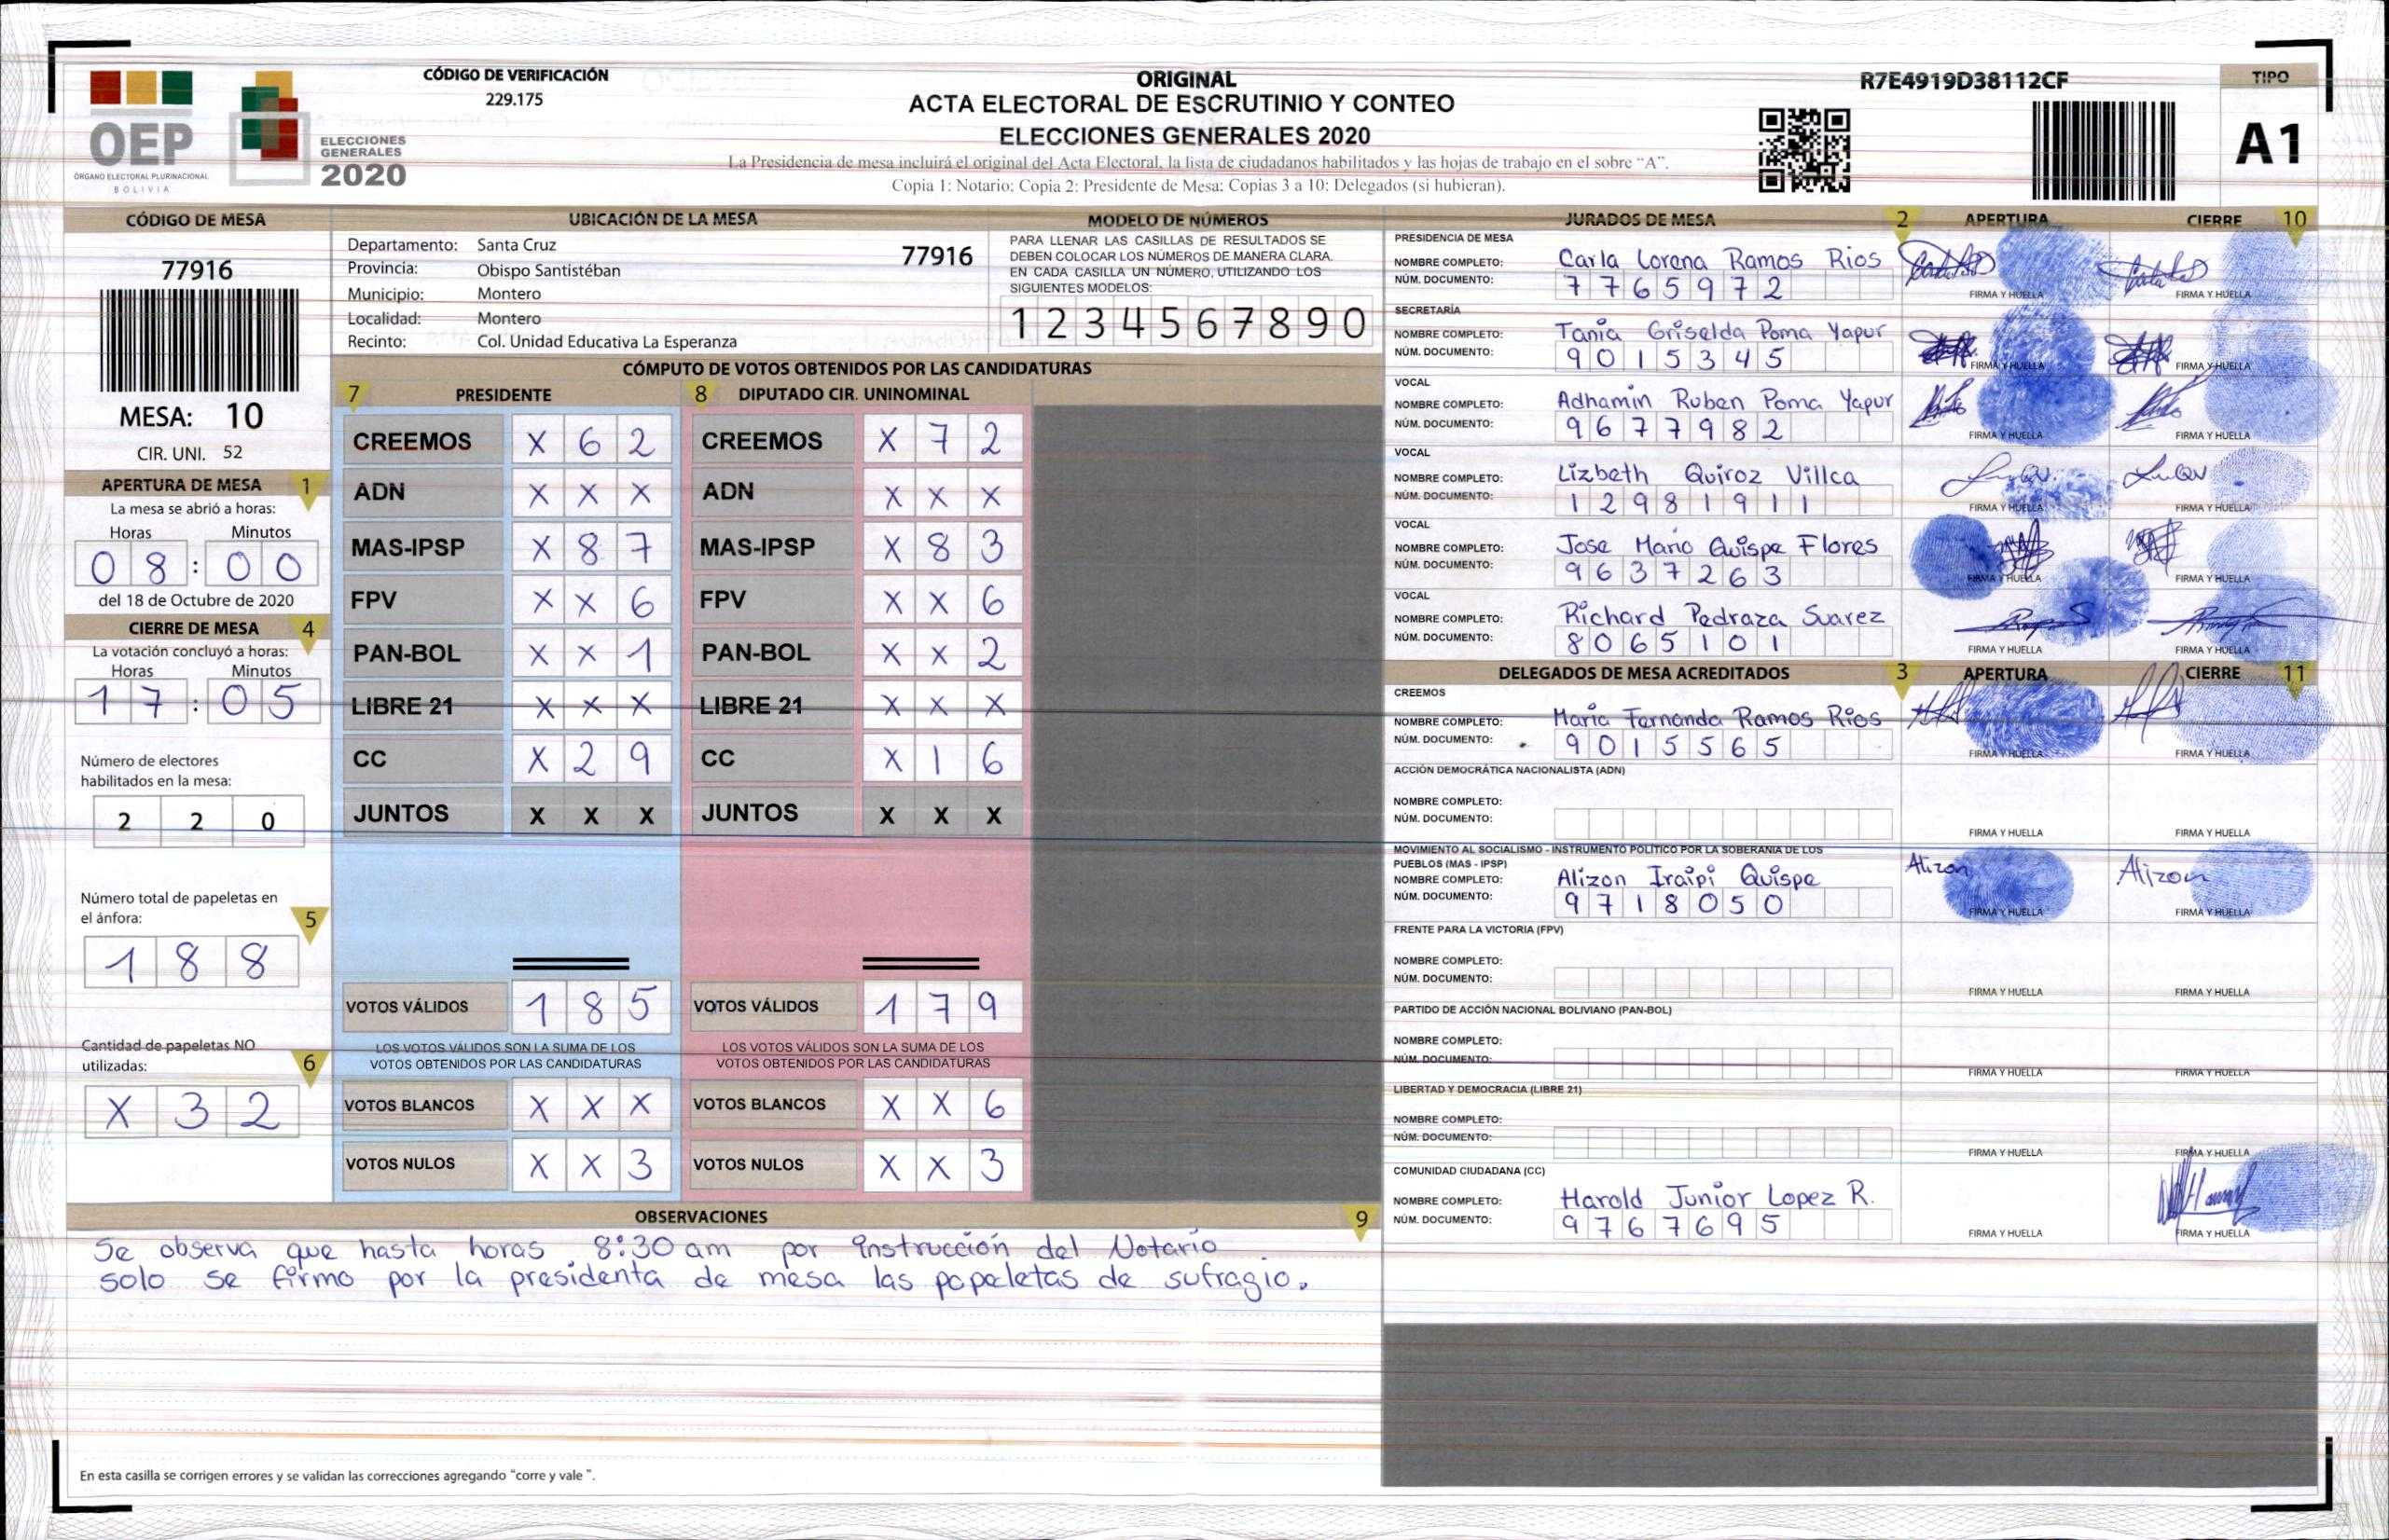 OEP
ÓRGANO ELECTORAL PLURINACIONAL
BOLIVIA
ELECCIONES
GENERALES
2020
CÓDIGO DE VERIFICACIÓN
229.175
ORIGINAL
ACTA ELECTORAL DE ESCRUTINIO Y CONTEO
ELECCIONES GENERALES 2020
La Presidencia de mesa incluirá el original del Acta Electoral, la lista de ciudadanos habilitados y las hojas de trabajo en el sobre "A".
Copia 1: Notario; Copia 2: Presidente de Mesa; Copias 3 a 10: Delegados (si hubieran).
R7E4919D38112CF
TIPO
A1
CÓDIGO DE MESA
77916
MESA: 10
CIR. UNI. 52
APERTURA DE MESA 1
La mesa se abrió a horas:
Horas Minutos
08:00
del 18 de Octubre de 2020
CIERRE DE MESA 4
La votación concluyó a horas:
Horas Minutos
17:05
Número de electores
habilitados en la mesa:
2 2 0
Número total de papeletas en
el ánfora: 5
1 8 8
Cantidad de papeletas NO
utilizadas: 6
X 3 2
UBICACIÓN DE LA MESA
Departamento: Santa Cruz 77916
Provincia: Obispo Santistéban
Municipio: Montero
Localidad: Montero
Recinto: Col. Unidad Educativa La Esperanza
MODELO DE NÚMEROS
PARA LLENAR LAS CASILLAS DE RESULTADOS SE
DEBEN COLOCAR LOS NÚMEROS DE MANERA CLARA.
EN CADA CASILLA UN NÚMERO, UTILIZANDO LOS
SIGUIENTES MODELOS:
1 2 3 4 5 6 7 8 9 0
CÓMPUTO DE VOTOS OBTENIDOS POR LAS CANDIDATURAS
7 PRESIDENTE 8 DIPUTADO CIR. UNINOMINAL
CREEMOS X 6 2 CREEMOS X 7 2
ADN X X X ADN X X X
MAS-IPSP X 8 7 MAS-IPSP X 8 3
FPV X X 6 FPV X X 6
PAN-BOL X X 1 PAN-BOL X X 2
LIBRE 21 X X X LIBRE 21 X X X
CC X 2 9 CC X 1 6
JUNTOS X X X JUNTOS X X X
VOTOS VÁLIDOS 1 8 5 VOTOS VÁLIDOS 1 7 9
LOS VOTOS VÁLIDOS SON LA SUMA DE LOS LOS VOTOS VÁLIDOS SON LA SUMA DE LOS
VOTOS OBTENIDOS POR LAS CANDIDATURAS VOTOS OBTENIDOS POR LAS CANDIDATURAS
VOTOS BLANCOS X X X VOTOS BLANCOS X X 6
VOTOS NULOS X X 3 VOTOS NULOS X X 3
OBSERVACIONES 9
Se observa que hasta horas 8:30 am por instrucción del Notario
solo se firmo por la presidenta de mesa las papeletas de sufragio.
En esta casilla se corrigen errores y se validan las correcciones agregando "corre y vale".
JURADOS DE MESA 2 APERTURA CIERRE 10
PRESIDENCIA DE MESA
NOMBRE COMPLETO: Carla Lorena Ramos Rios
NÚM. DOCUMENTO: 7765972 FIRMA Y HUELLA FIRMA Y HUELLA
SECRETARÍA
NOMBRE COMPLETO: Tania Griselda Poma Yapur
NÚM. DOCUMENTO: 9015345 FIRMA Y HUELLA FIRMA Y HUELLA
VOCAL
NOMBRE COMPLETO: Adhamin Ruben Poma Yapur
NÚM. DOCUMENTO: 9677982 FIRMA Y HUELLA FIRMA Y HUELLA
VOCAL
NOMBRE COMPLETO: Lizbeth Quiroz Villca
NÚM. DOCUMENTO: 12981911 FIRMA Y HUELLA FIRMA Y HUELLA
VOCAL
NOMBRE COMPLETO: Jose Mario Quispe Flores
NÚM. DOCUMENTO: 9637263 FIRMA Y HUELLA FIRMA Y HUELLA
VOCAL
NOMBRE COMPLETO: Richard Pedraza Suarez
NÚM. DOCUMENTO: 8065101 FIRMA Y HUELLA FIRMA Y HUELLA
DELEGADOS DE MESA ACREDITADOS 3 APERTURA CIERRE 11
CREEMOS
NOMBRE COMPLETO: Maria Fernanda Ramos Rios
NÚM. DOCUMENTO: 9015565 FIRMA Y HUELLA FIRMA Y HUELLA
ACCIÓN DEMOCRÁTICA NACIONALISTA (ADN)
NOMBRE COMPLETO:
NÚM. DOCUMENTO: FIRMA Y HUELLA FIRMA Y HUELLA
MOVIMIENTO AL SOCIALISMO - INSTRUMENTO POLÍTICO POR LA SOBERANÍA DE LOS
PUEBLOS (MAS - IPSP)
NOMBRE COMPLETO: Alizon Iraipi Quispe Alizon Alizon
NÚM. DOCUMENTO: 9718050 FIRMA Y HUELLA FIRMA Y HUELLA
FRENTE PARA LA VICTORIA (FPV)
NOMBRE COMPLETO:
NÚM. DOCUMENTO: FIRMA Y HUELLA FIRMA Y HUELLA
PARTIDO DE ACCIÓN NACIONAL BOLIVIANO (PAN-BOL)
NOMBRE COMPLETO:
NÚM. DOCUMENTO: FIRMA Y HUELLA FIRMA Y HUELLA
LIBERTAD Y DEMOCRACIA (LIBRE 21)
NOMBRE COMPLETO:
NÚM. DOCUMENTO: FIRMA Y HUELLA FIRMA Y HUELLA
COMUNIDAD CIUDADANA (CC)
NOMBRE COMPLETO: Harold Junior Lopez R.
NÚM. DOCUMENTO: 9767695 FIRMA Y HUELLA FIRMA Y HUELLA